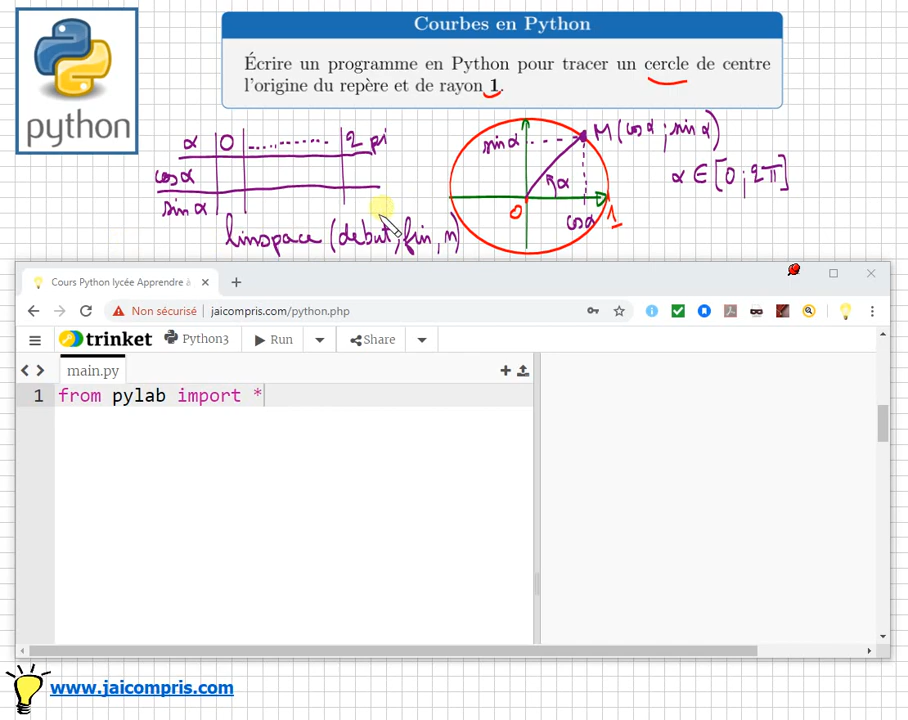 Courbes en Python
Écrire un programme en Python pour tracer un cercle de centre
l'origine du repère et de rayon 1.
python
α 0 ............ 2 pi
cos α
sin α
linspace (debut, fin, n)
sin α
M (cos α ; sin α)
α ∈ [0 ; 2π]
α
0
cos α
1
Cours Python lycée Apprendre à
Non sécurisé jaicompris.com/python.php
trinket Python3 Run Share
main.py
1 from pylab import *
www.jaicompris.com